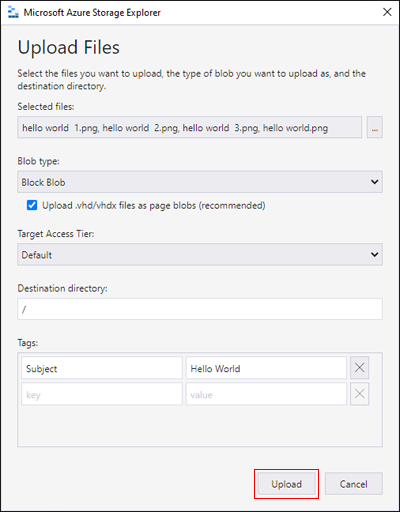 Microsoft Azure Storage Explorer
Upload Files
Select the files you want to upload, the type of blob you want to upload as, and the
destination directory.
Selected files:
hello world 1.png, hello world 2.png, hello world 3.png, hello world.png
...
Blob type:
Block Blob
Upload .vhd/vhdx files as page blobs (recommended)
Target Access Tier:
Default
Destination directory:
/
Tags:
Subject Hello World
key value
Upload Cancel